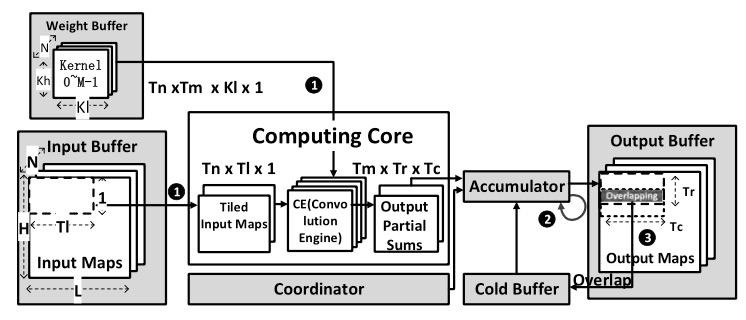 Weight Buffer
N
Kernel
0~M-1
Kh
Kl
Tn xTm x Kl x 1
1
Input Buffer
N
1
Tl
H
Input Maps
L
1
Computing Core
Tn x Tl x 1
Tm x Tr x Tc
Tiled
Input Maps
CE(Convo
lution
Engine)
Output
Partial
Sums
Coordinator
Accumulator
2
Cold Buffer
Overlap
Output Buffer
Overlapping
Tr
Tc
3
Output Maps